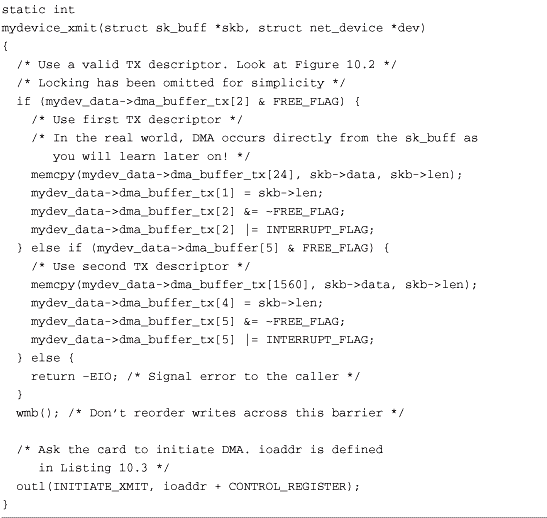 static int
mydevice_xmit(struct sk_buff *skb, struct net_device *dev)
{
  /* Use a valid TX descriptor. Look at Figure 10.2 */
  /* Locking has been omitted for simplicity */
  if (mydev_data->dma_buffer_tx[2] & FREE_FLAG) {
    /* Use first TX descriptor */
    /* In the real world, DMA occurs directly from the sk_buff as
       you will learn later on! */
    memcpy(mydev_data->dma_buffer_tx[24], skb->data, skb->len);
    mydev_data->dma_buffer_tx[1] = skb->len;
    mydev_data->dma_buffer_tx[2] &= ~FREE_FLAG;
    mydev_data->dma_buffer_tx[2] |= INTERRUPT_FLAG;
  } else if (mydev_data->dma_buffer[5] & FREE_FLAG) {
    /* Use second TX descriptor */
    memcpy(mydev_data->dma_buffer_tx[1560], skb->data, skb->len);
    mydev_data->dma_buffer_tx[4] = skb->len;
    mydev_data->dma_buffer_tx[5] &= ~FREE_FLAG;
    mydev_data->dma_buffer_tx[5] |= INTERRUPT_FLAG;
  } else {
    return –EIO; /* Signal error to the caller */
  }
  wmb(); /* Don't reorder writes across this barrier */

  /* Ask the card to initiate DMA. ioaddr is defined
     in Listing 10.3 */
  outl(INITIATE_XMIT, ioaddr + CONTROL_REGISTER);
}